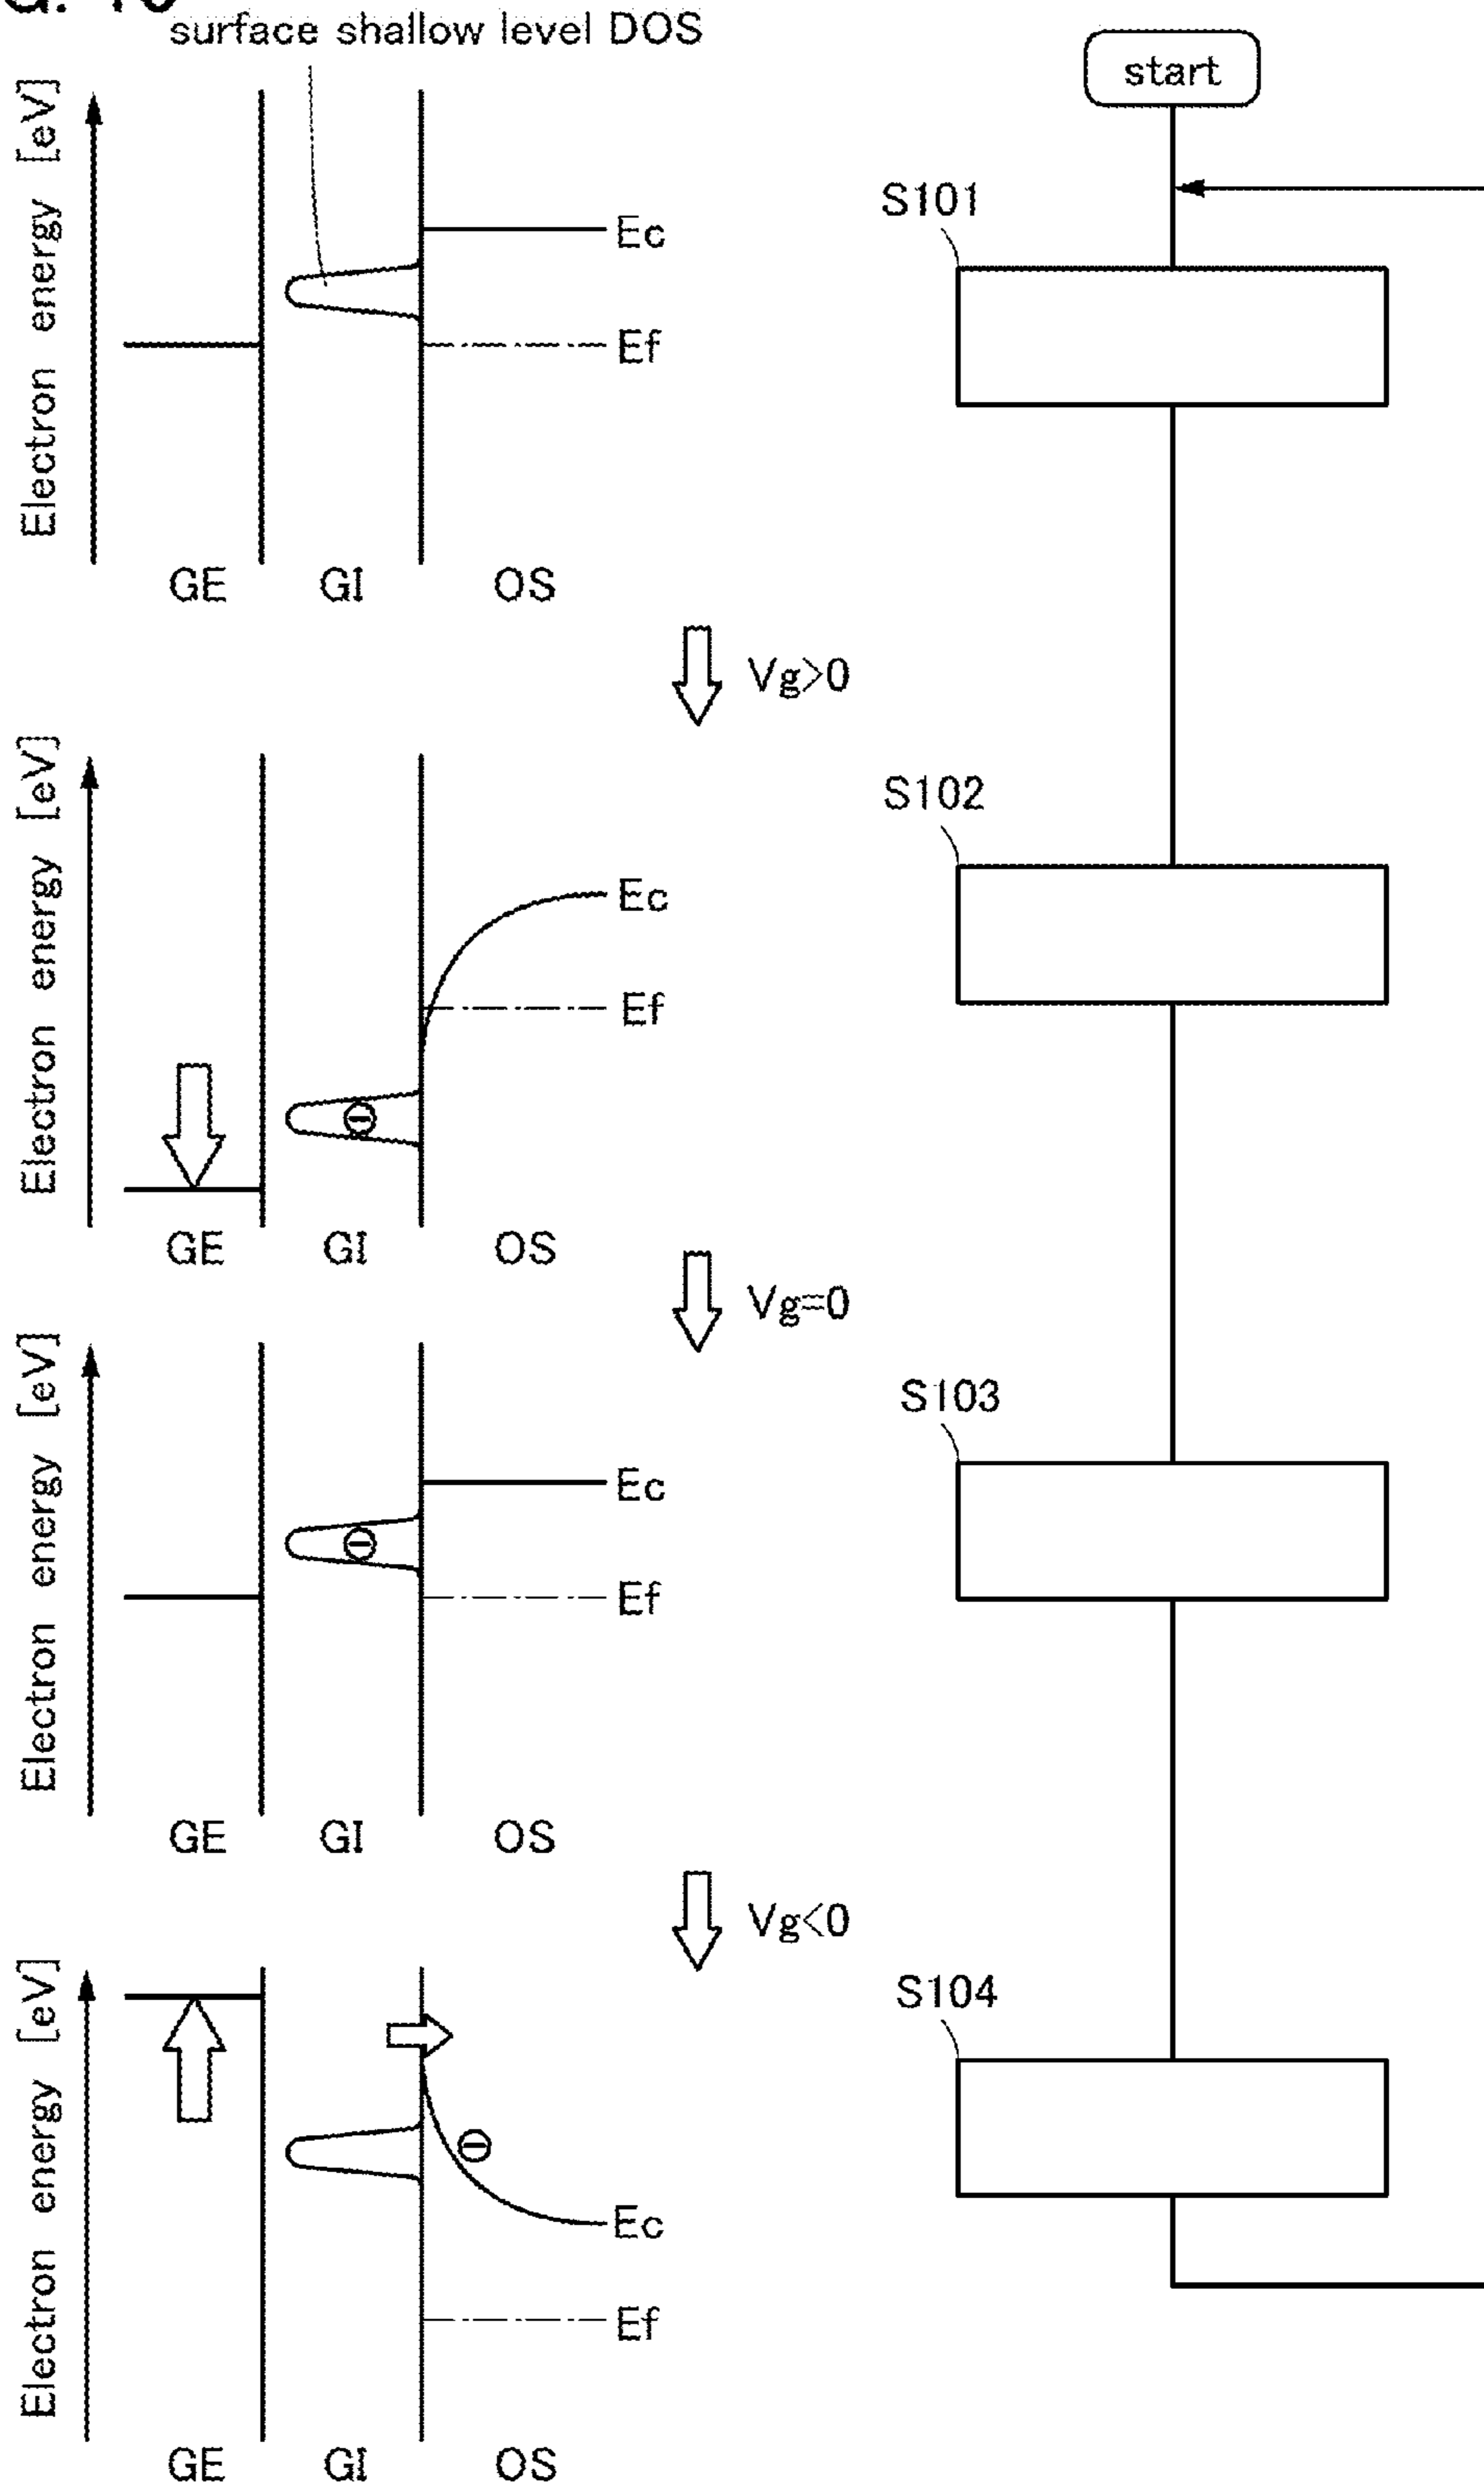 surface shallow level DOS
start
Electron energy [eV]
Ec
Ef
GE GI OS
S101
Vg>0
Electron energy [eV]
Ec
Ef
GE GI OS
S102
Vg=0
Electron energy [eV]
Ec
Ef
GE GI OS
S103
Vg<0
Electron energy [eV]
Ec
Ef
GE GI OS
S104